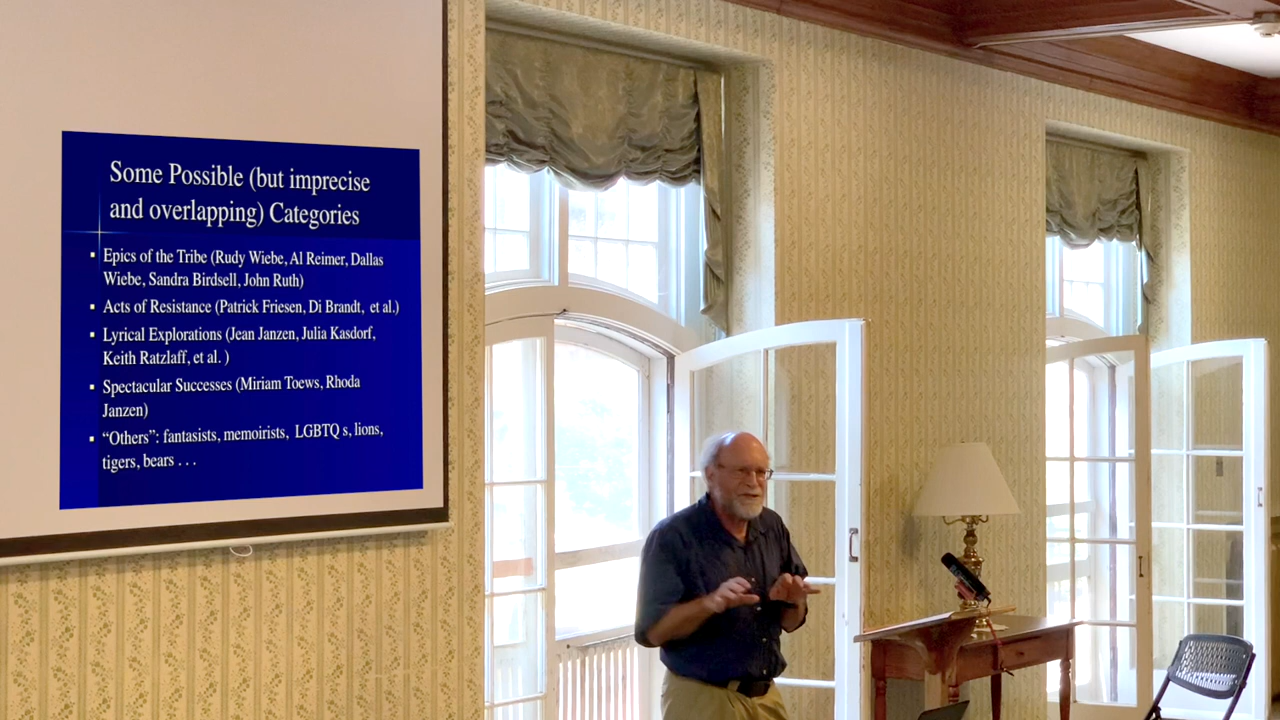 Some Possible (but imprecise
and overlapping) Categories
▪ Epics of the Tribe (Rudy Wiebe, Al Reimer, Dallas
Wiebe, Sandra Birdsell, John Ruth)
▪ Acts of Resistance (Patrick Friesen, Di Brandt, et al.)
▪ Lyrical Explorations (Jean Janzen, Julia Kasdorf,
Keith Ratzlaff, et al. )
▪ Spectacular Successes (Miriam Toews, Rhoda
Janzen)
▪ “Others”: fantasists, memoirists, LGBTQ s, lions,
tigers, bears . . .